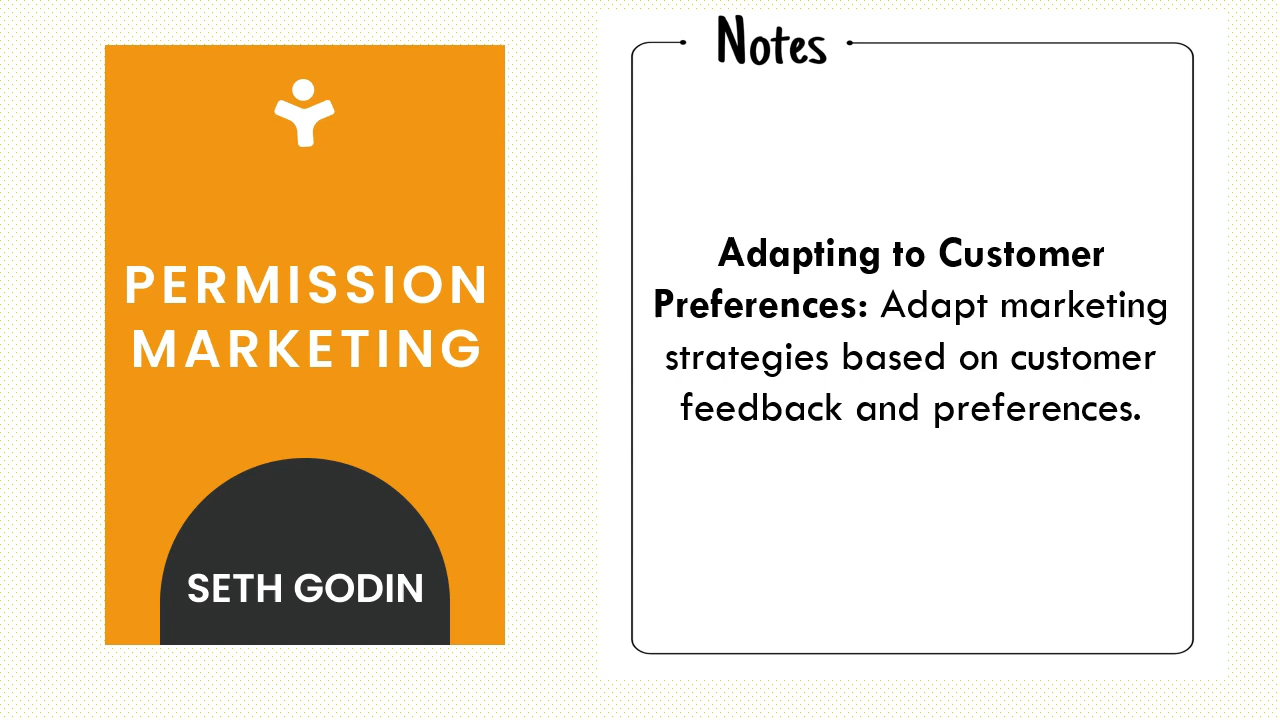 PERMISSION
MARKETING
SETH GODIN
Notes
Adapting to Customer
Preferences: Adapt marketing
strategies based on customer
feedback and preferences.